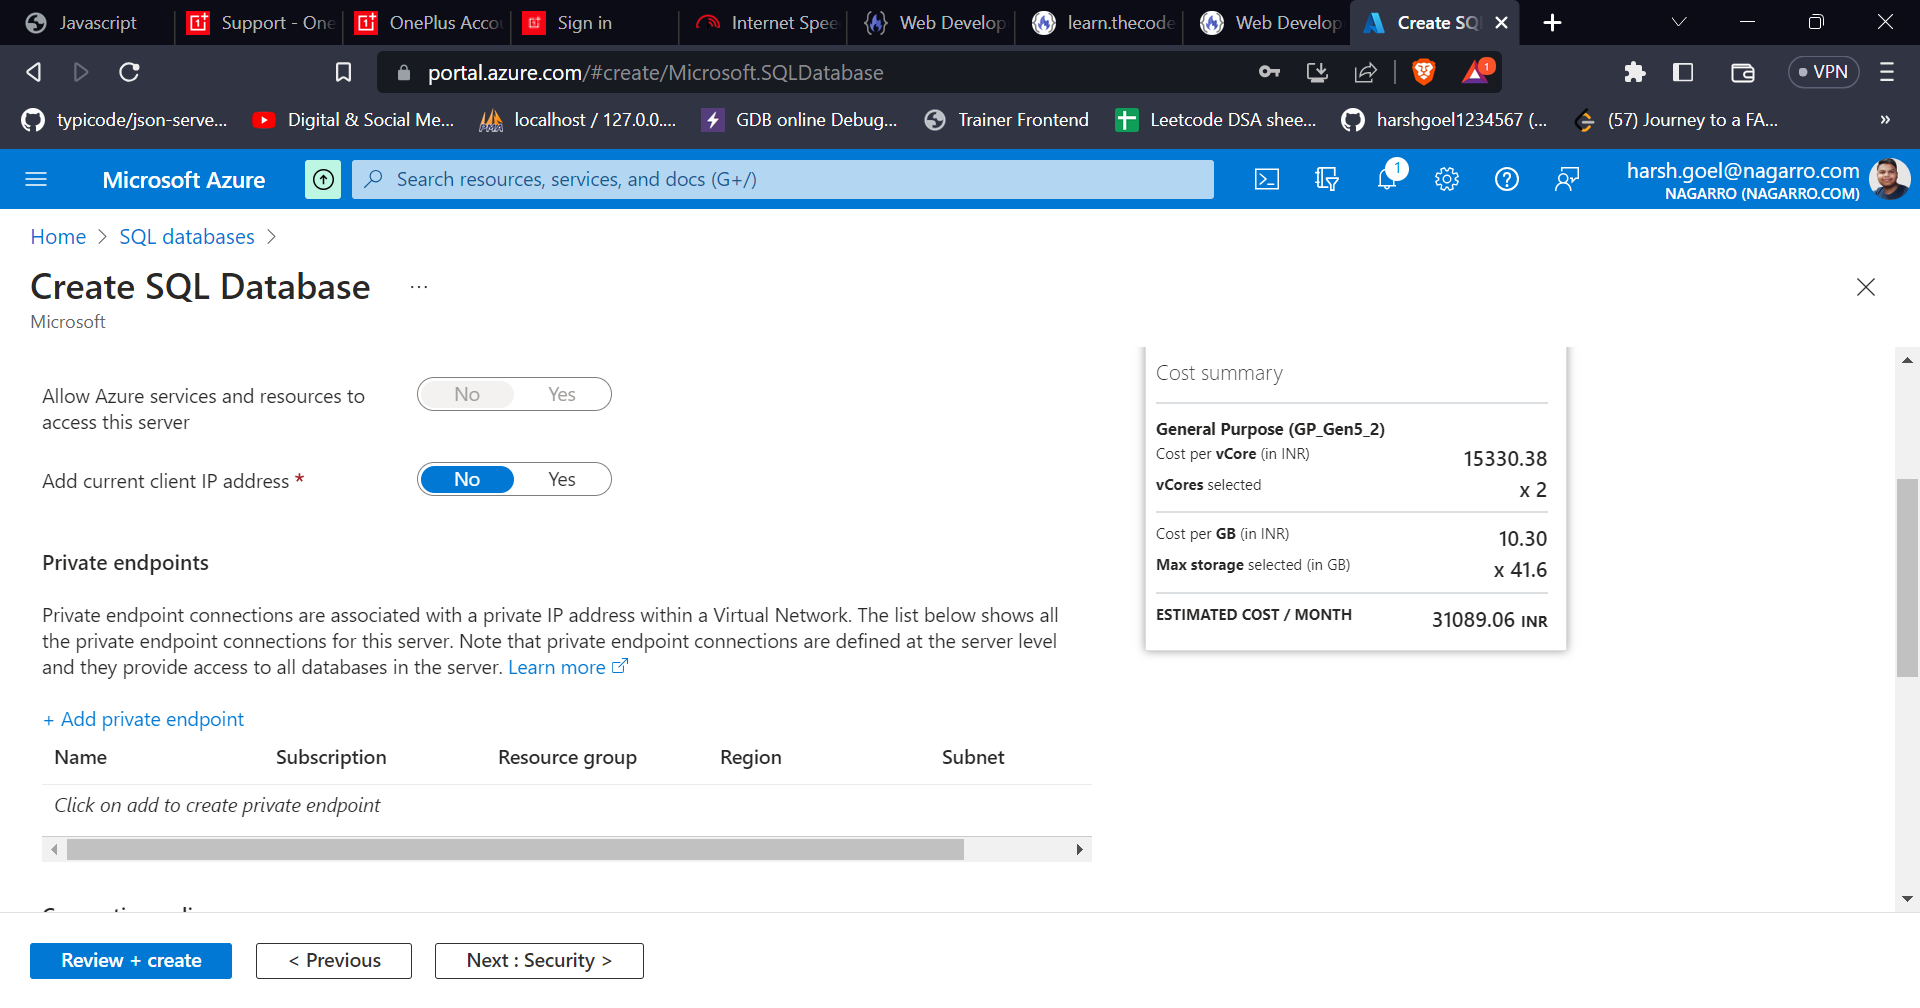 Javascript
Support - One
OnePlus Accou
Sign in
Internet Spee
Web Develop
learn.thecode
Web Develop
Create SQ
portal.azure.com/#create/Microsoft.SQLDatabase
1
VPN
typicode/json-serve...
Digital & Social Me...
localhost / 127.0.0....
GDB online Debug...
Trainer Frontend
Leetcode DSA shee...
harshgoel1234567 (...
(57) Journey to a FA...
»
Microsoft Azure
Search resources, services, and docs (G+/)
1
harsh.goel@nagarro.com
NAGARRO (NAGARRO.COM)
Home > SQL databases >
Create SQL Database
...
Microsoft
Allow Azure services and resources to
access this server
No
Yes
Add current client IP address *
No
Yes
Private endpoints
Private endpoint connections are associated with a private IP address within a Virtual Network. The list below shows all
the private endpoint connections for this server. Note that private endpoint connections are defined at the server level
and they provide access to all databases in the server. Learn more
+ Add private endpoint
Name
Subscription
Resource group
Region
Subnet
Click on add to create private endpoint
Cost summary
General Purpose (GP_Gen5_2)
Cost per vCore (in INR)
15330.38
vCores selected
x 2
Cost per GB (in INR)
10.30
Max storage selected (in GB)
x 41.6
ESTIMATED COST / MONTH
31089.06 INR
Review + create
< Previous
Next : Security >